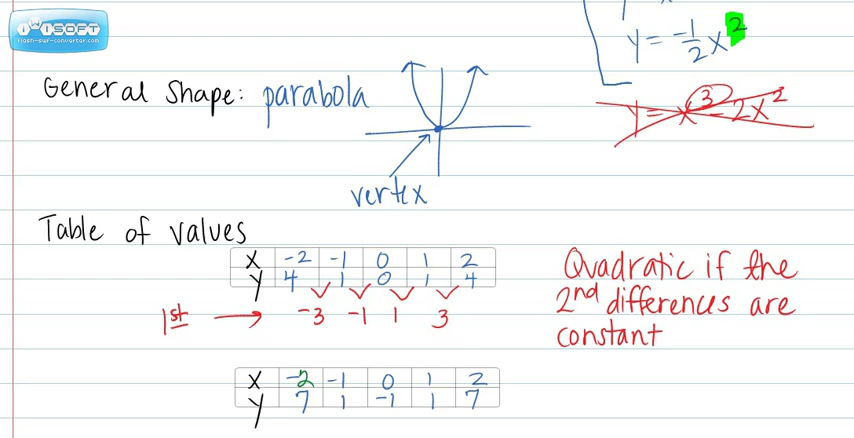 iWiSOFT
flash-swf-converter.com
y = -1/2 x²
General Shape: parabola
y = x³ - 2x²
vertex
Table of values
x -2 -1 0 1 2
y 4 1 0 1 4
1st → -3 -1 1 3
Quadratic if the
2nd differences are
constant
x -2 -1 0 1 2
y 7 1 -1 1 7